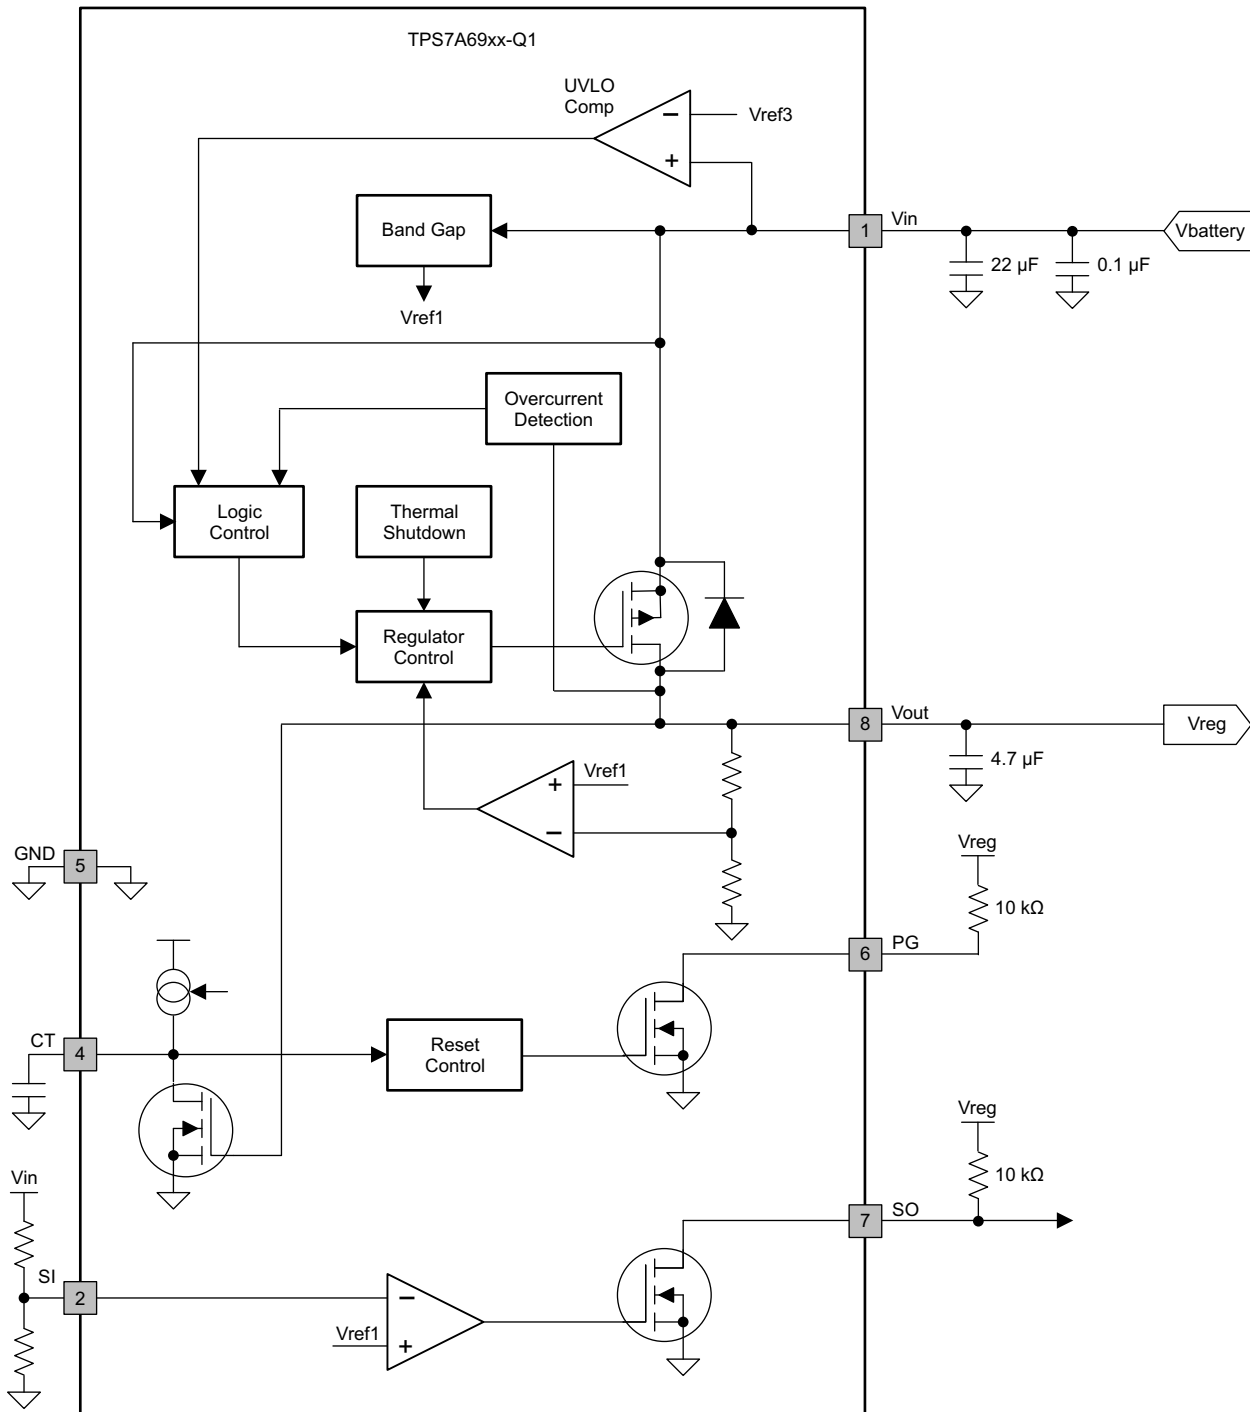 TPS7A69xx-Q1
UVLO
Comp
−
Vref3
+
Band Gap
1
Vin
Vbattery
22 µF
0.1 µF
Vref1
Overcurrent
Detection
Logic
Control
Thermal
Shutdown
Regulator
Control
8
Vout
Vreg
4.7 µF
+
Vref1
−
GND
5
Vreg
10 kΩ
6
PG
CT
4
Reset
Control
Vreg
10 kΩ
Vin
7
SO
SI
2
−
Vref1
+